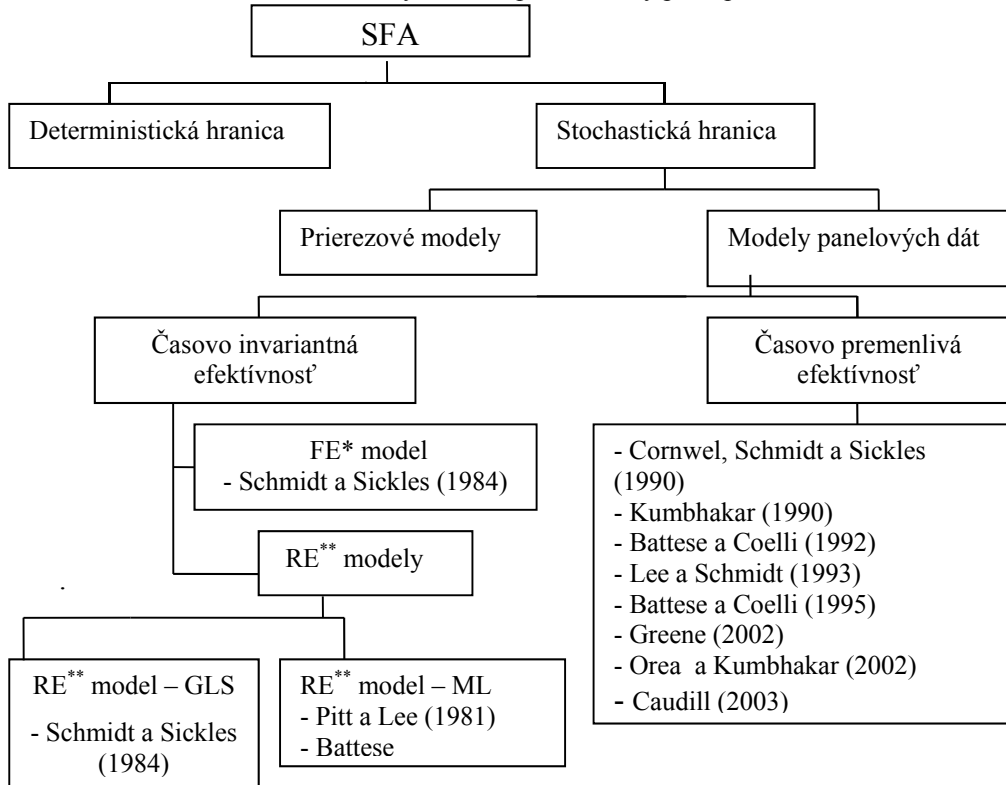 SFA
Deterministická hranica
Stochastická hranica
Prierezové modely
Modely panelových dát
Časovo invariantná
efektívnosť
Časovo premenlivá
efektívnosť
FE* model
- Schmidt a Sickles (1984)
RE** modely
RE** model – GLS
- Schmidt a Sickles
(1984)
RE** model – ML
- Pitt a Lee (1981)
- Battese
- Cornwel, Schmidt a Sickles
(1990)
- Kumbhakar (1990)
- Battese a Coelli (1992)
- Lee a Schmidt (1993)
- Battese a Coelli (1995)
- Greene (2002)
- Orea a Kumbhakar (2002)
- Caudill (2003)